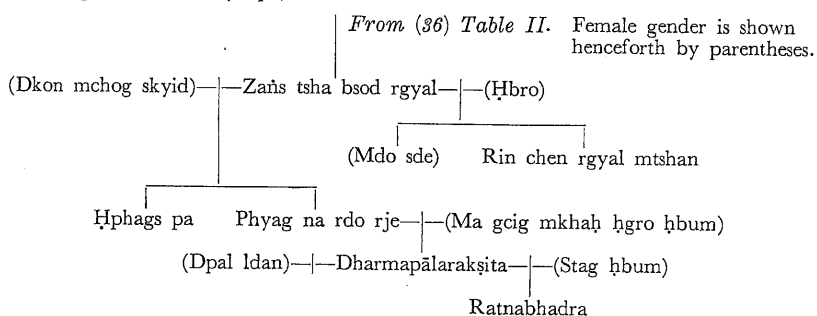 From (36) Table II. Female gender is shown
henceforth by parentheses.
(Dkon mchog skyid) Zaṅs tsha bsod rgyal (Ḥbro)
(Mdo sde) Rin chen rgyal mtshan
Ḥphags pa Phyag na rdo rje (Ma gcig mkhaḥ ḥgro ḥbum)
(Dpal ldan) Dharmapālarakṣita (Stag ḥbum)
Ratnabhadra